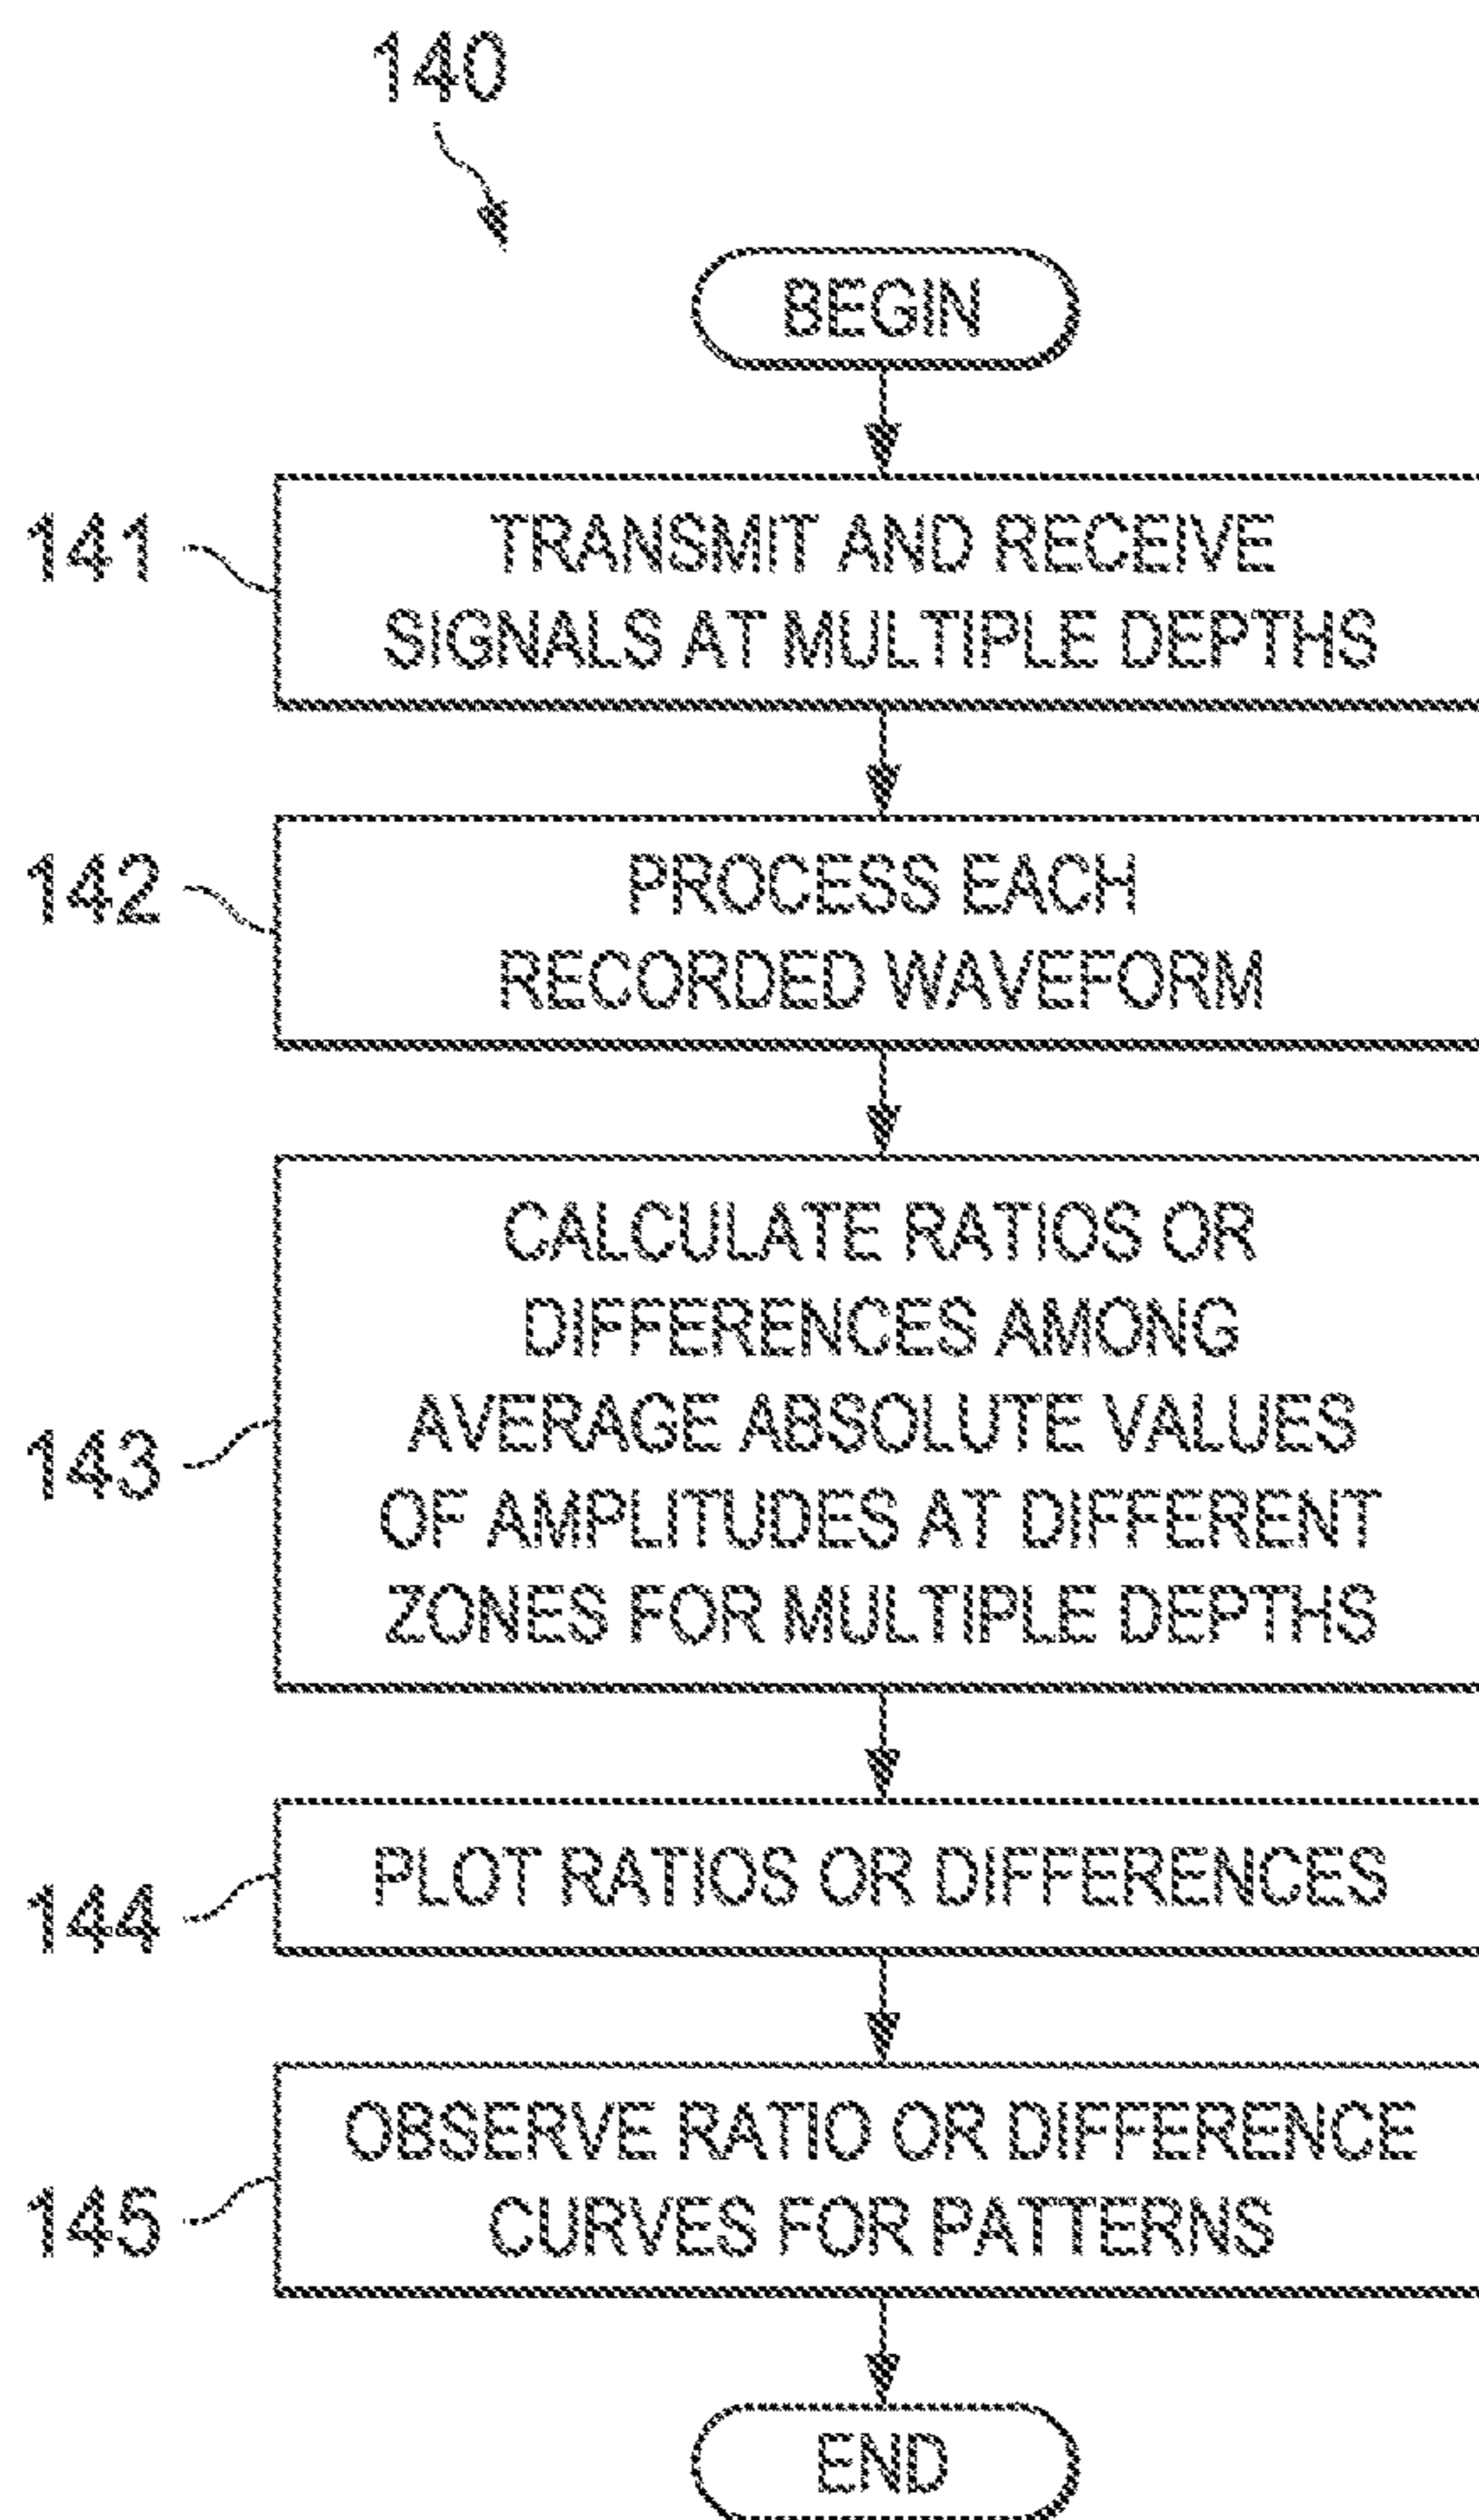 140
BEGIN
141
TRANSMIT AND RECEIVE
SIGNALS AT MULTIPLE DEPTHS
142
PROCESS EACH
RECORDED WAVEFORM
143
CALCULATE RATIOS OR
DIFFERENCES AMONG
AVERAGE ABSOLUTE VALUES
OF AMPLITUDES AT DIFFERENT
ZONES FOR MULTIPLE DEPTHS
144
PLOT RATIOS OR DIFFERENCES
145
OBSERVE RATIO OR DIFFERENCE
CURVES FOR PATTERNS
END